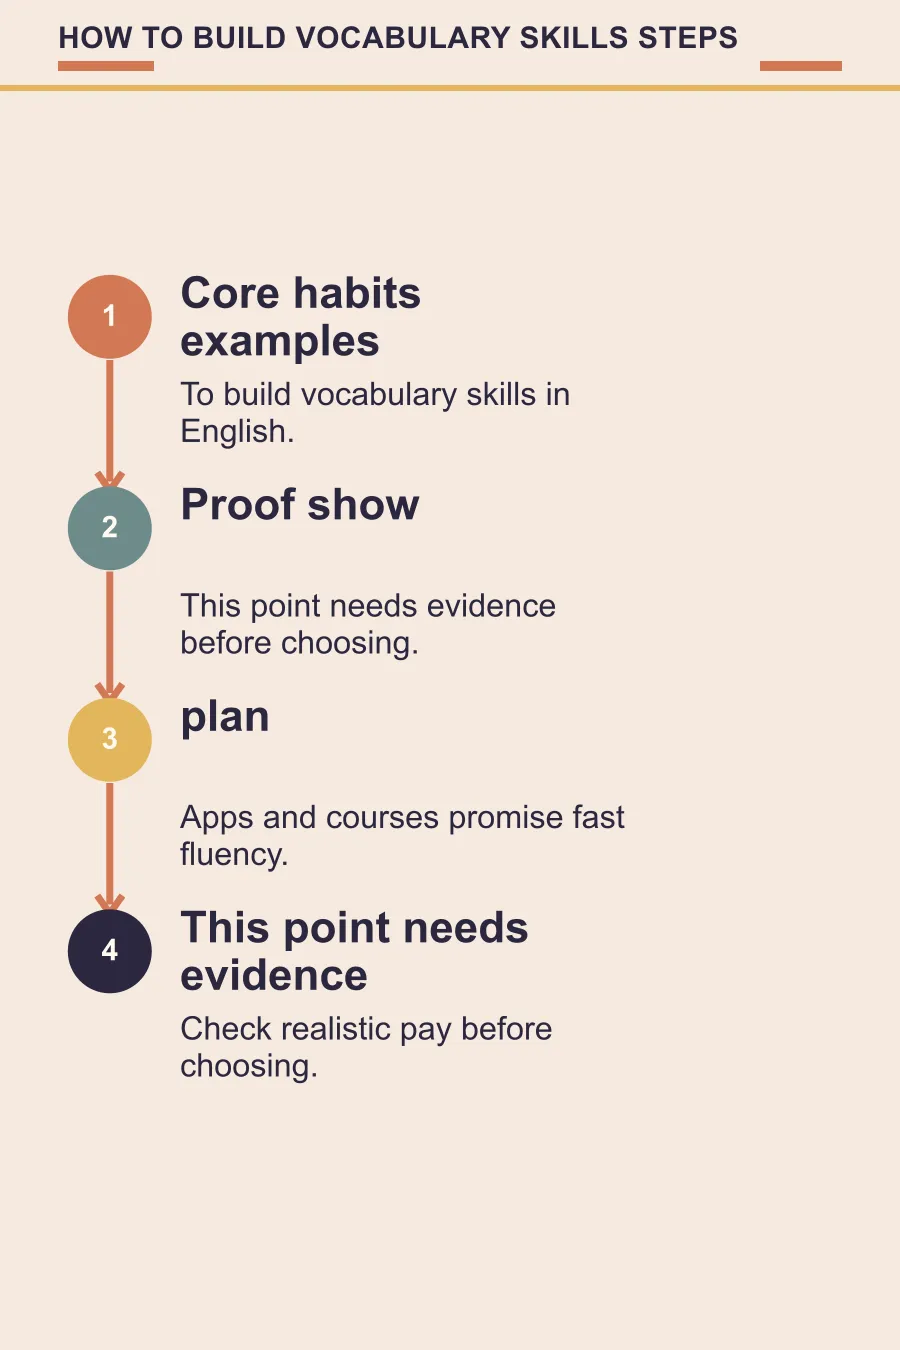 HOW TO BUILD VOCABULARY SKILLS STEPS
1
Core habits
examples
To build vocabulary skills in
English.
2
Proof show
This point needs evidence
before choosing.
3
plan
Apps and courses promise fast
fluency.
4
This point needs
evidence
Check realistic pay before
choosing.